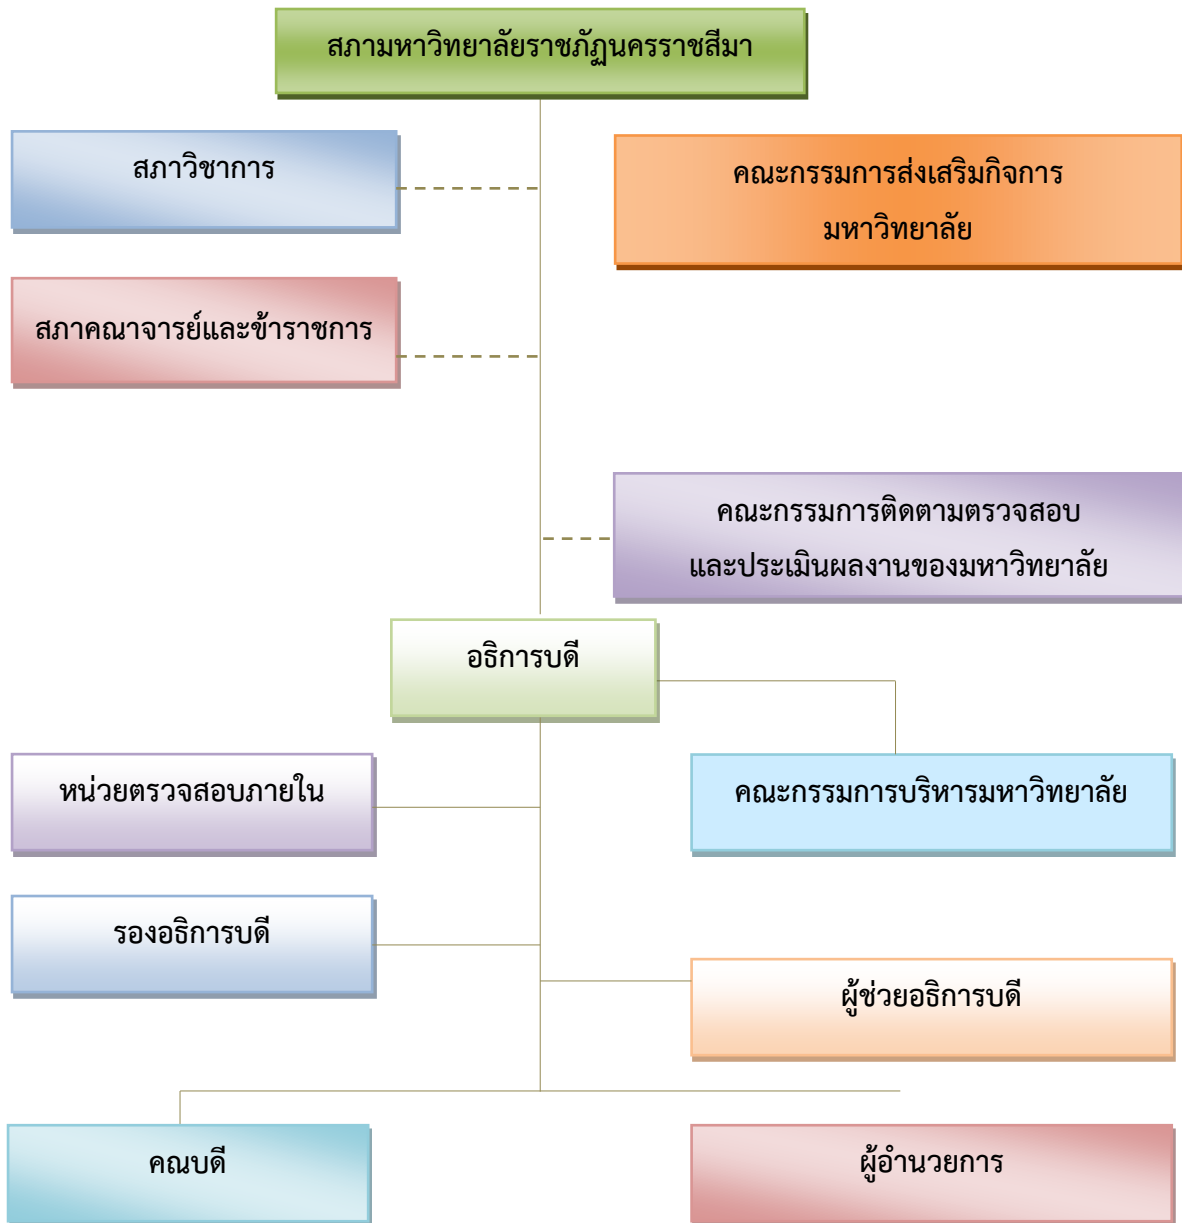 สภามหาวิทยาลัยราชภัฏนครราชสีมา
สภาวิชาการ
คณะกรรมการส่งเสริมกิจการ
มหาวิทยาลัย
สภาคณาจารย์และข้าราชการ
คณะกรรมการติดตามตรวจสอบ
และประเมินผลงานของมหาวิทยาลัย
อธิการบดี
หน่วยตรวจสอบภายใน
คณะกรรมการบริหารมหาวิทยาลัย
รองอธิการบดี
ผู้ช่วยอธิการบดี
คณบดี
ผู้อำนวยการ